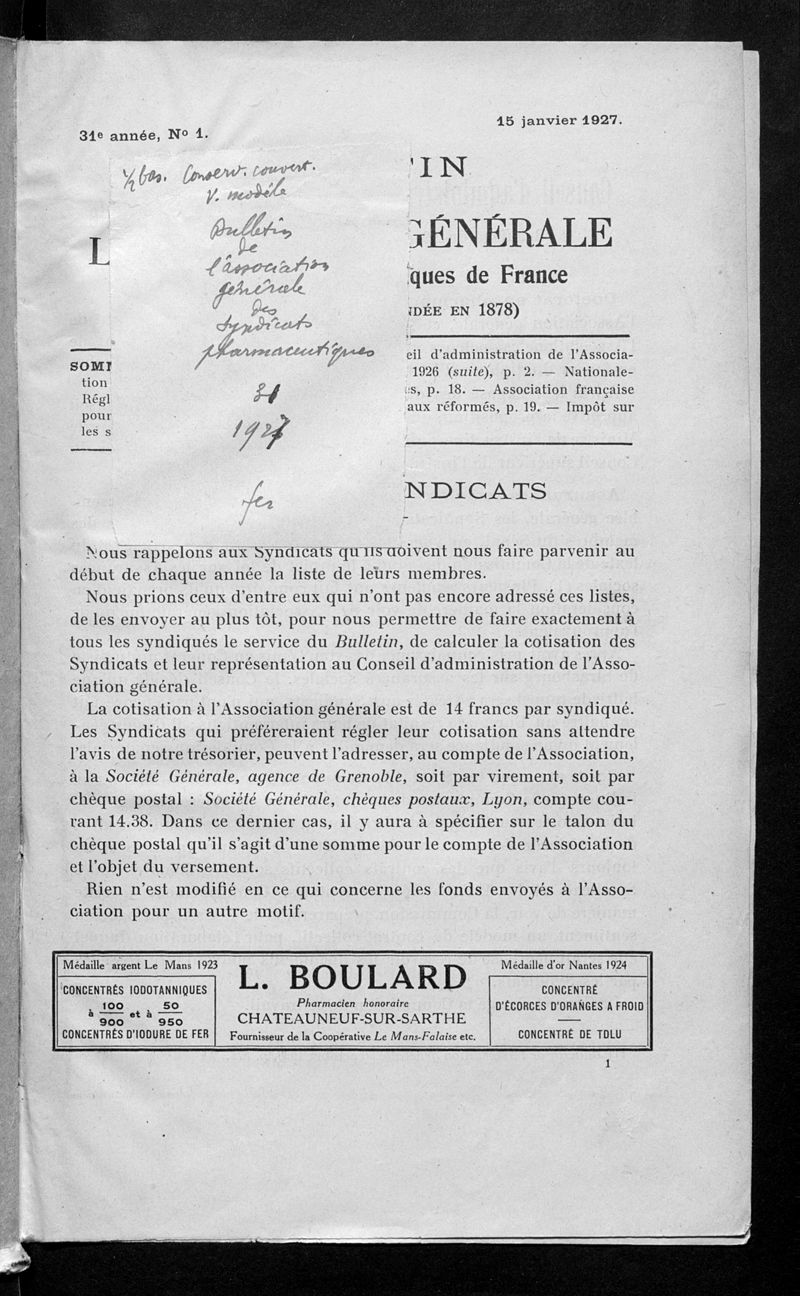 31e année, No 1.
15 janvier 1927.
½ bas. Conserv. couvert.
V. modèle
Bulletin
de
l'association
générale
des
syndicats
pharmaceutiques
31
1927
fer
'IN
L
GÉNÉRALE
ques de France
NDÉE EN 1878)
SOMM
eil d'administration de l'Associa-
tion
1926 (suite), p. 2. — Nationale-
Régl
es, p. 18. — Association française
pour
aux réformés, p. 19. — Impôt sur
les s
NDICATS
Nous rappelons aux Syndicats qu'ils doivent nous faire parvenir au
début de chaque année la liste de leurs membres.
Nous prions ceux d'entre eux qui n'ont pas encore adressé ces listes,
de les envoyer au plus tôt, pour nous permettre de faire exactement à
tous les syndiqués le service du Bulletin, de calculer la cotisation des
Syndicats et leur représentation au Conseil d'administration de l'Asso-
ciation générale.
La cotisation à l'Association générale est de 14 francs par syndiqué.
Les Syndicats qui préféreraient régler leur cotisation sans attendre
l'avis de notre trésorier, peuvent l'adresser, au compte de l'Association,
à la Société Générale, agence de Grenoble, soit par virement, soit par
chèque postal : Société Générale, chèques postaux, Lyon, compte cou-
rant 14.38. Dans ce dernier cas, il y aura à spécifier sur le talon du
chèque postal qu'il s'agit d'une somme pour le compte de l'Association
et l'objet du versement.
Rien n'est modifié en ce qui concerne les fonds envoyés à l'Asso-
ciation pour un autre motif.
Médaille argent Le Mans 1923
CONCENTRÉS IODOTANNIQUES
à 100/900 et à 50/950
CONCENTRÉS D'IODURE DE FER
L. BOULARD
Pharmacien honoraire
CHATEAUNEUF-SUR-SARTHE
Fournisseur de la Coopérative Le Mans-Falaise etc.
Médaille d'or Nantes 1924
CONCENTRÉ
D'ÉCORCES D'ORANGES A FROID
CONCENTRÉ DE TOLU
1